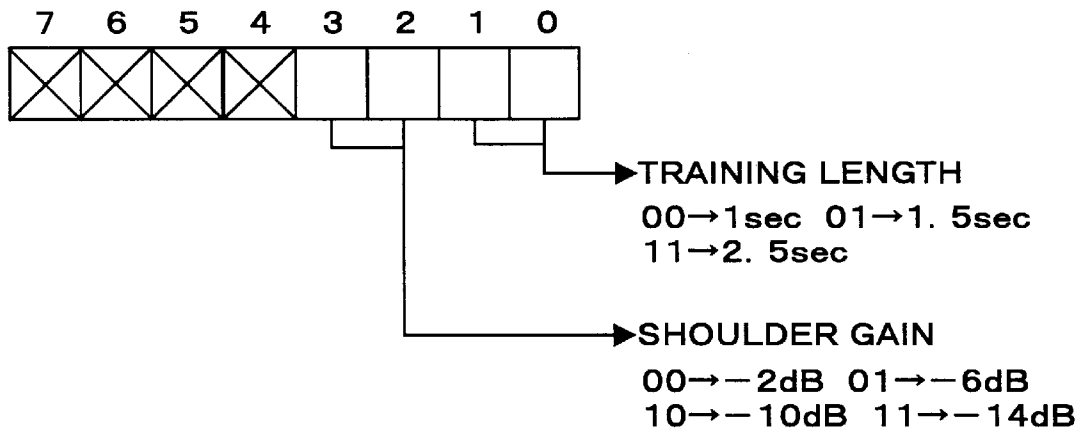 7 6 5 4 3 2 1 0
TRAINING LENGTH
00→1sec 01→1. 5sec
11→2. 5sec
SHOULDER GAIN
00→−2dB 01→−6dB
10→−10dB 11→−14dB